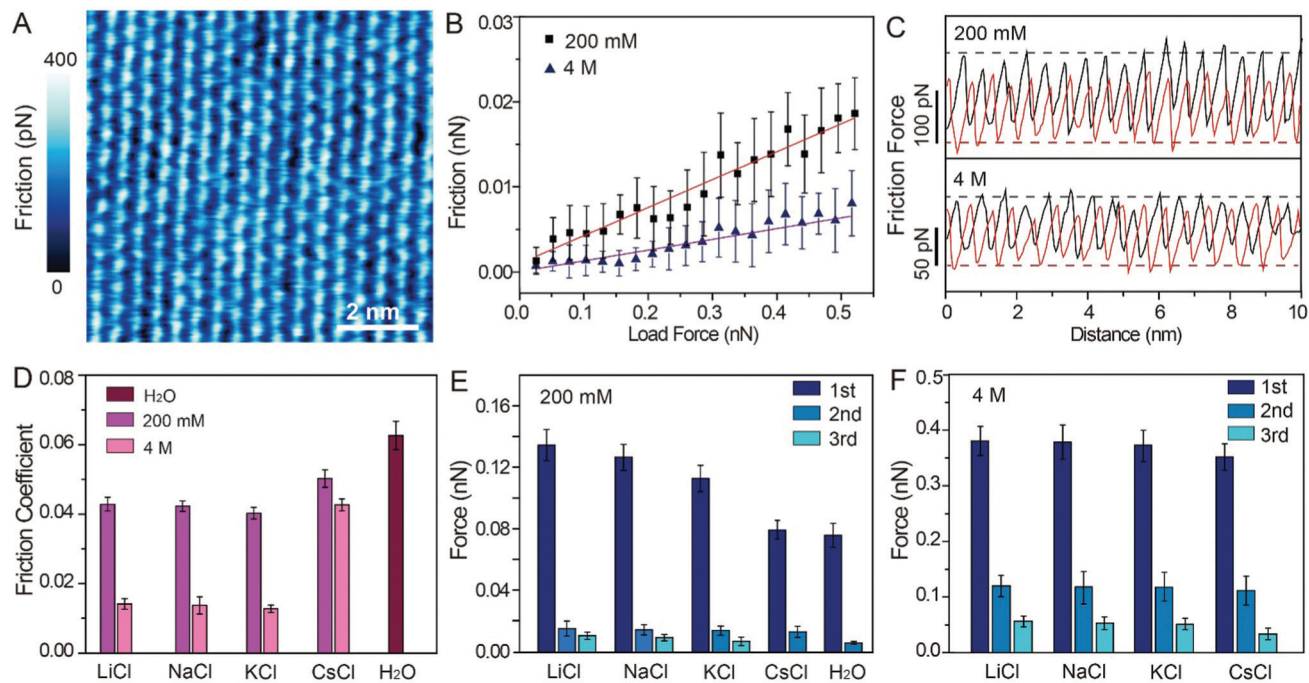 A
400
Friction (pN)
0
2 nm
B
0.03
0.02
0.01
0.00
Friction (nN)
200 mM
4 M
0.0 0.1 0.2 0.3 0.4 0.5
Load Force (nN)
C
200 mM
100 pN
4 M
50 pN
Friction Force
0 2 4 6 8 10
Distance (nm)
D
0.08
0.06
0.04
0.02
0.00
Friction Coefficient
H2O
200 mM
4 M
LiCl NaCl KCl CsCl H2O
E
200 mM
0.16
0.12
0.08
0.04
0.00
Force (nN)
1st
2nd
3rd
LiCl NaCl KCl CsCl H2O
F
4 M
0.5
0.4
0.3
0.2
0.1
0.0
Force (nN)
1st
2nd
3rd
LiCl NaCl KCl CsCl